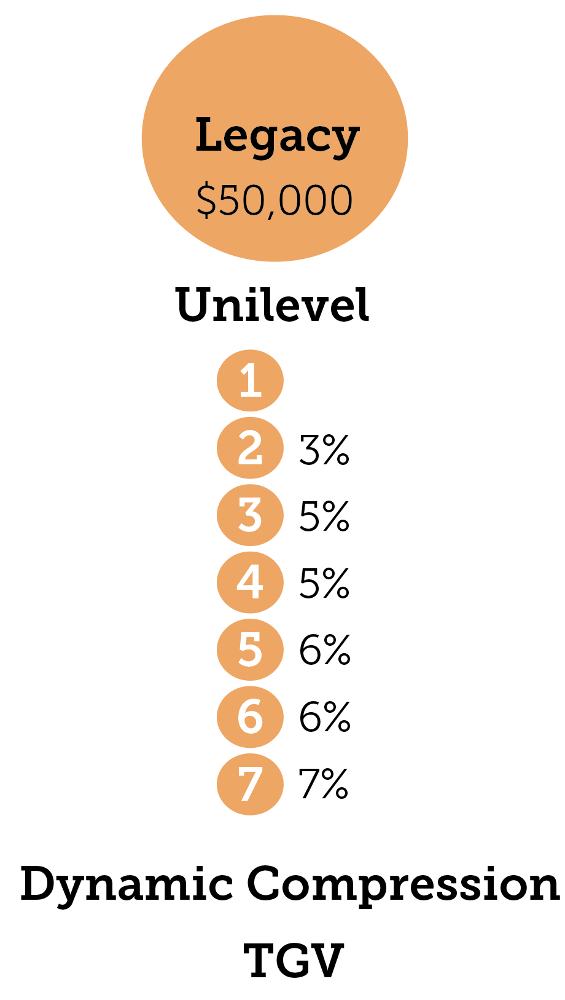 Legacy
$50,000
Unilevel
1
2 3%
3 5%
4 5%
5 6%
6 6%
7 7%
Dynamic Compression
TGV